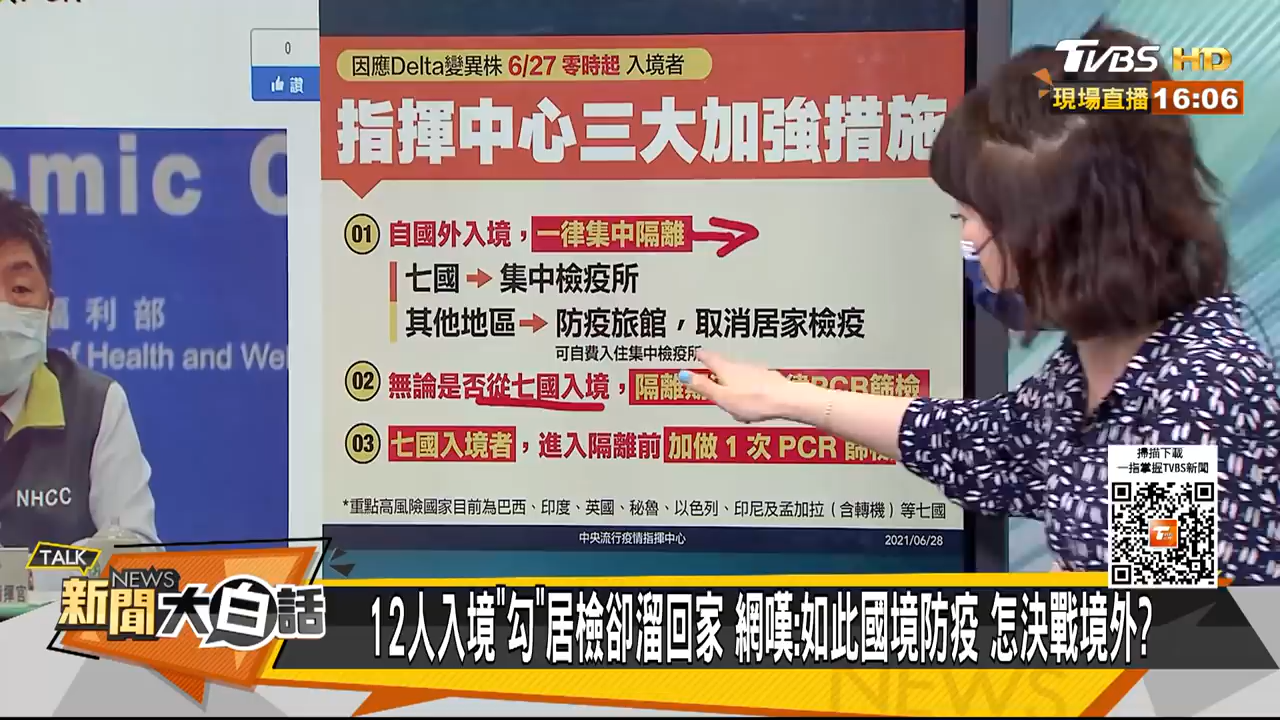 0
讚
emic C
福利部
of Health and Wel
NHCC
因應Delta變異株 6/27 零時起 入境者
指揮中心三大加強措施
01 自國外入境，一律集中隔離
七國 → 集中檢疫所
其他地區 → 防疫旅館，取消居家檢疫
可自費入住集中檢疫所
02 無論是否從七國入境，隔離 PCR篩檢
03 七國入境者，進入隔離前 加做 1 次 PCR 篩檢
*重點高風險國家目前為巴西、印度、英國、秘魯、以色列、印尼及孟加拉（含轉機）等七國
中央流行疫情指揮中心
2021/06/28
TVBS HD
現場直播 16:06
掃描下載
一指掌握TVBS新聞
TALK
NEWS
新聞大白話
12人入境"勾"居檢卻溜回家 網嘆:如此國境防疫 怎決戰境外?
NEWS